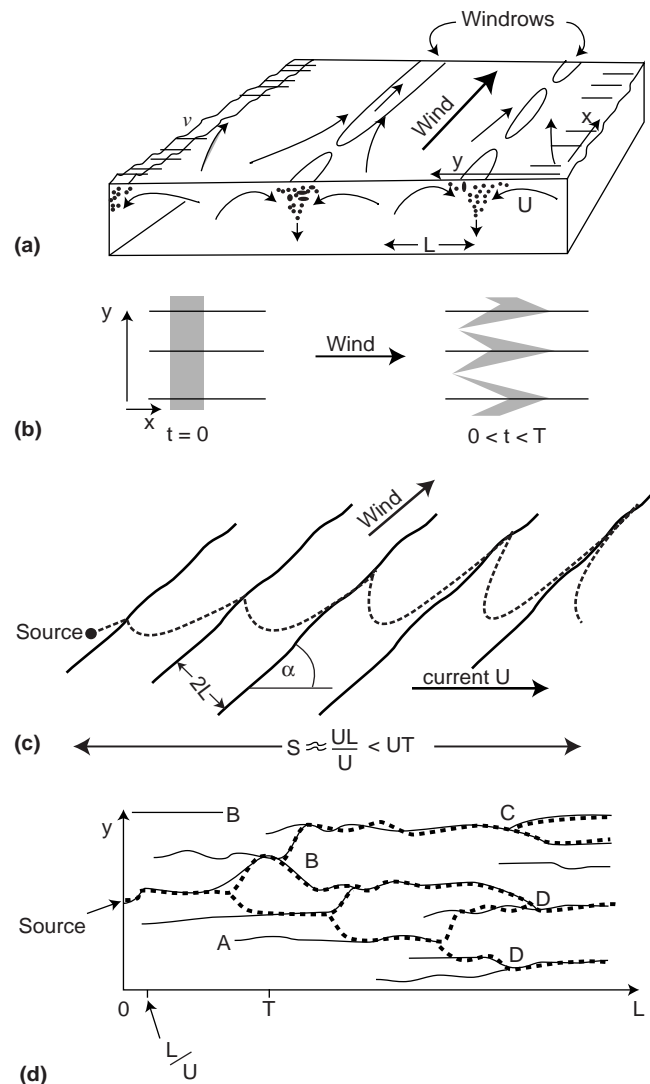 Windrows
v
Wind
x
y
U
L
(a)
y
Wind
x
(b)
t = 0
0 < t < T
Wind
Source
α
2L
current U
(c)
S ≈ UL/U < UT
y
B
C
B
Source
D
A
D
0
T
L
L/U
(d)